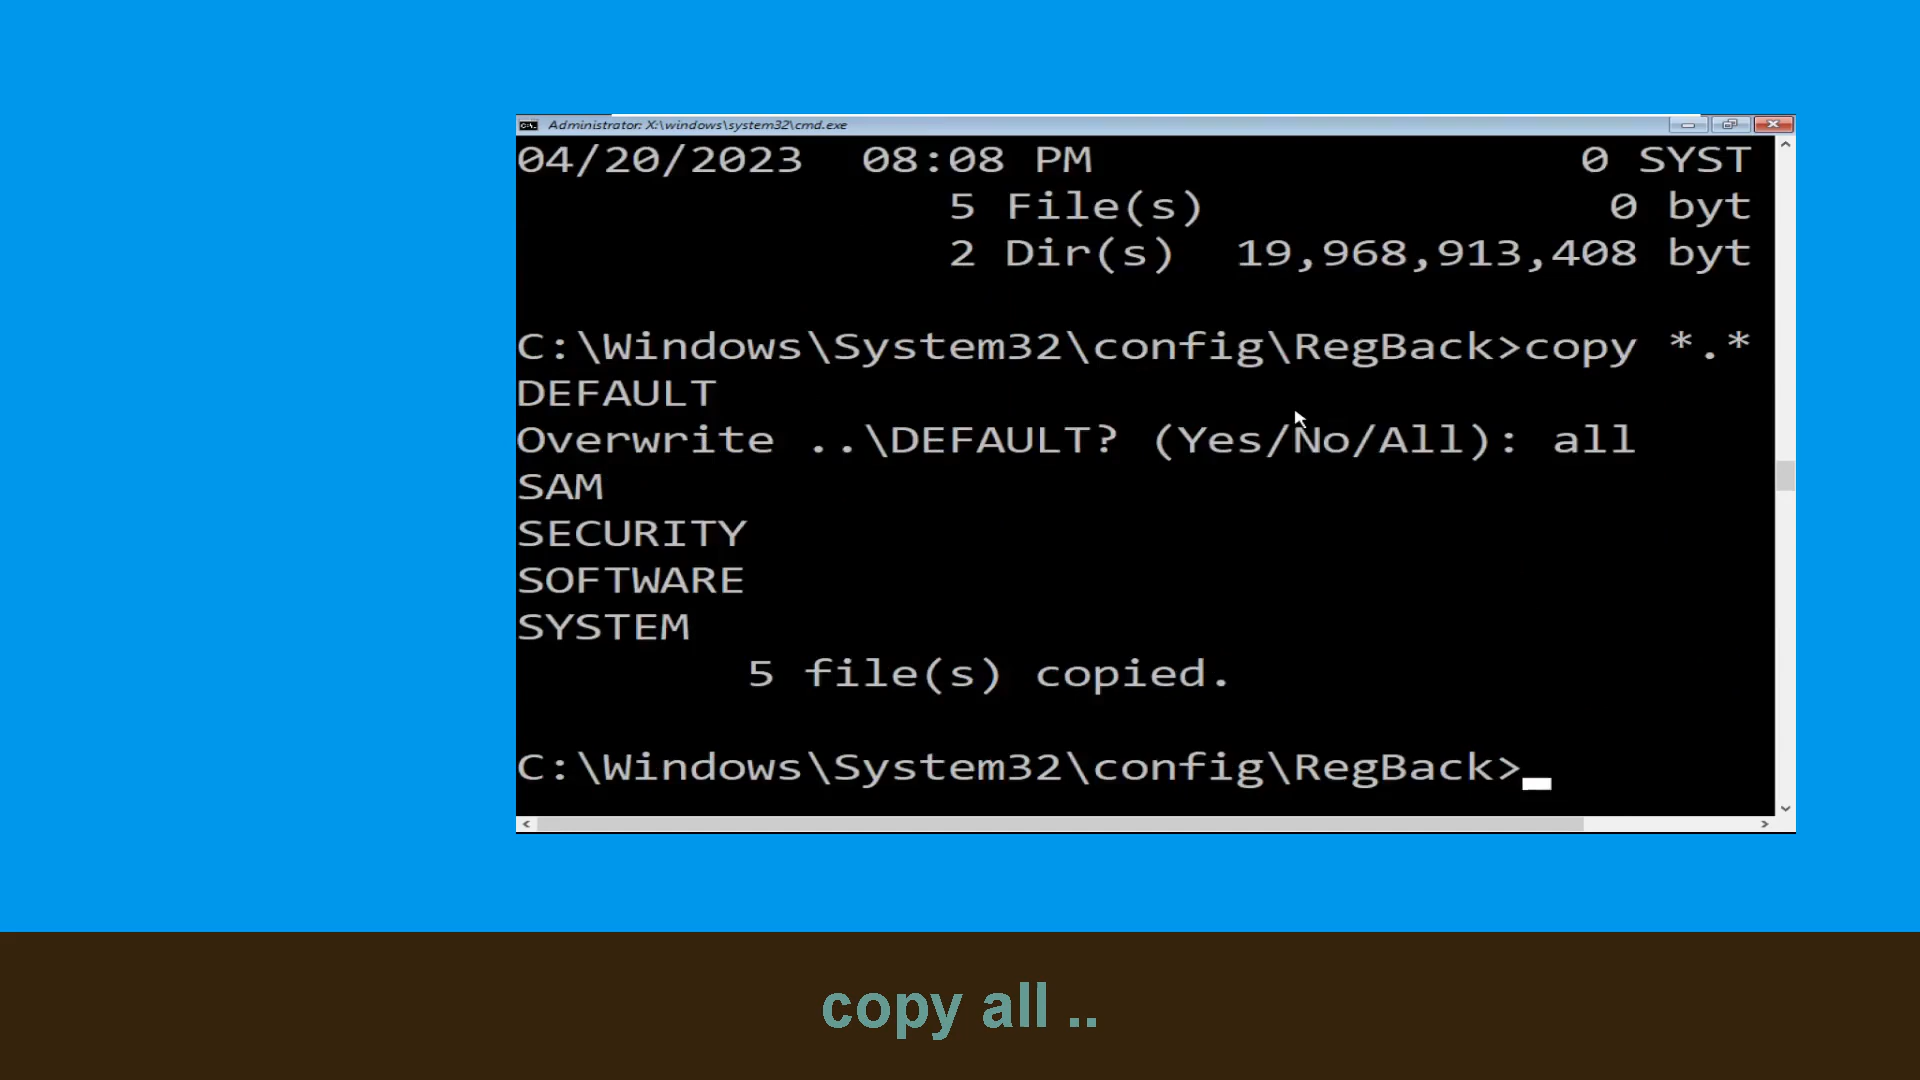 Administrator: X:\windows\system32\cmd.exe
04/20/2023  08:08 PM                 0 SYST
               5 File(s)              0 byt
               2 Dir(s)  19,968,913,408 byt
C:\Windows\System32\config\RegBack>copy *.*
DEFAULT
Overwrite ..\DEFAULT? (Yes/No/All): all
SAM
SECURITY
SOFTWARE
SYSTEM
        5 file(s) copied.
C:\Windows\System32\config\RegBack>
copy all ..